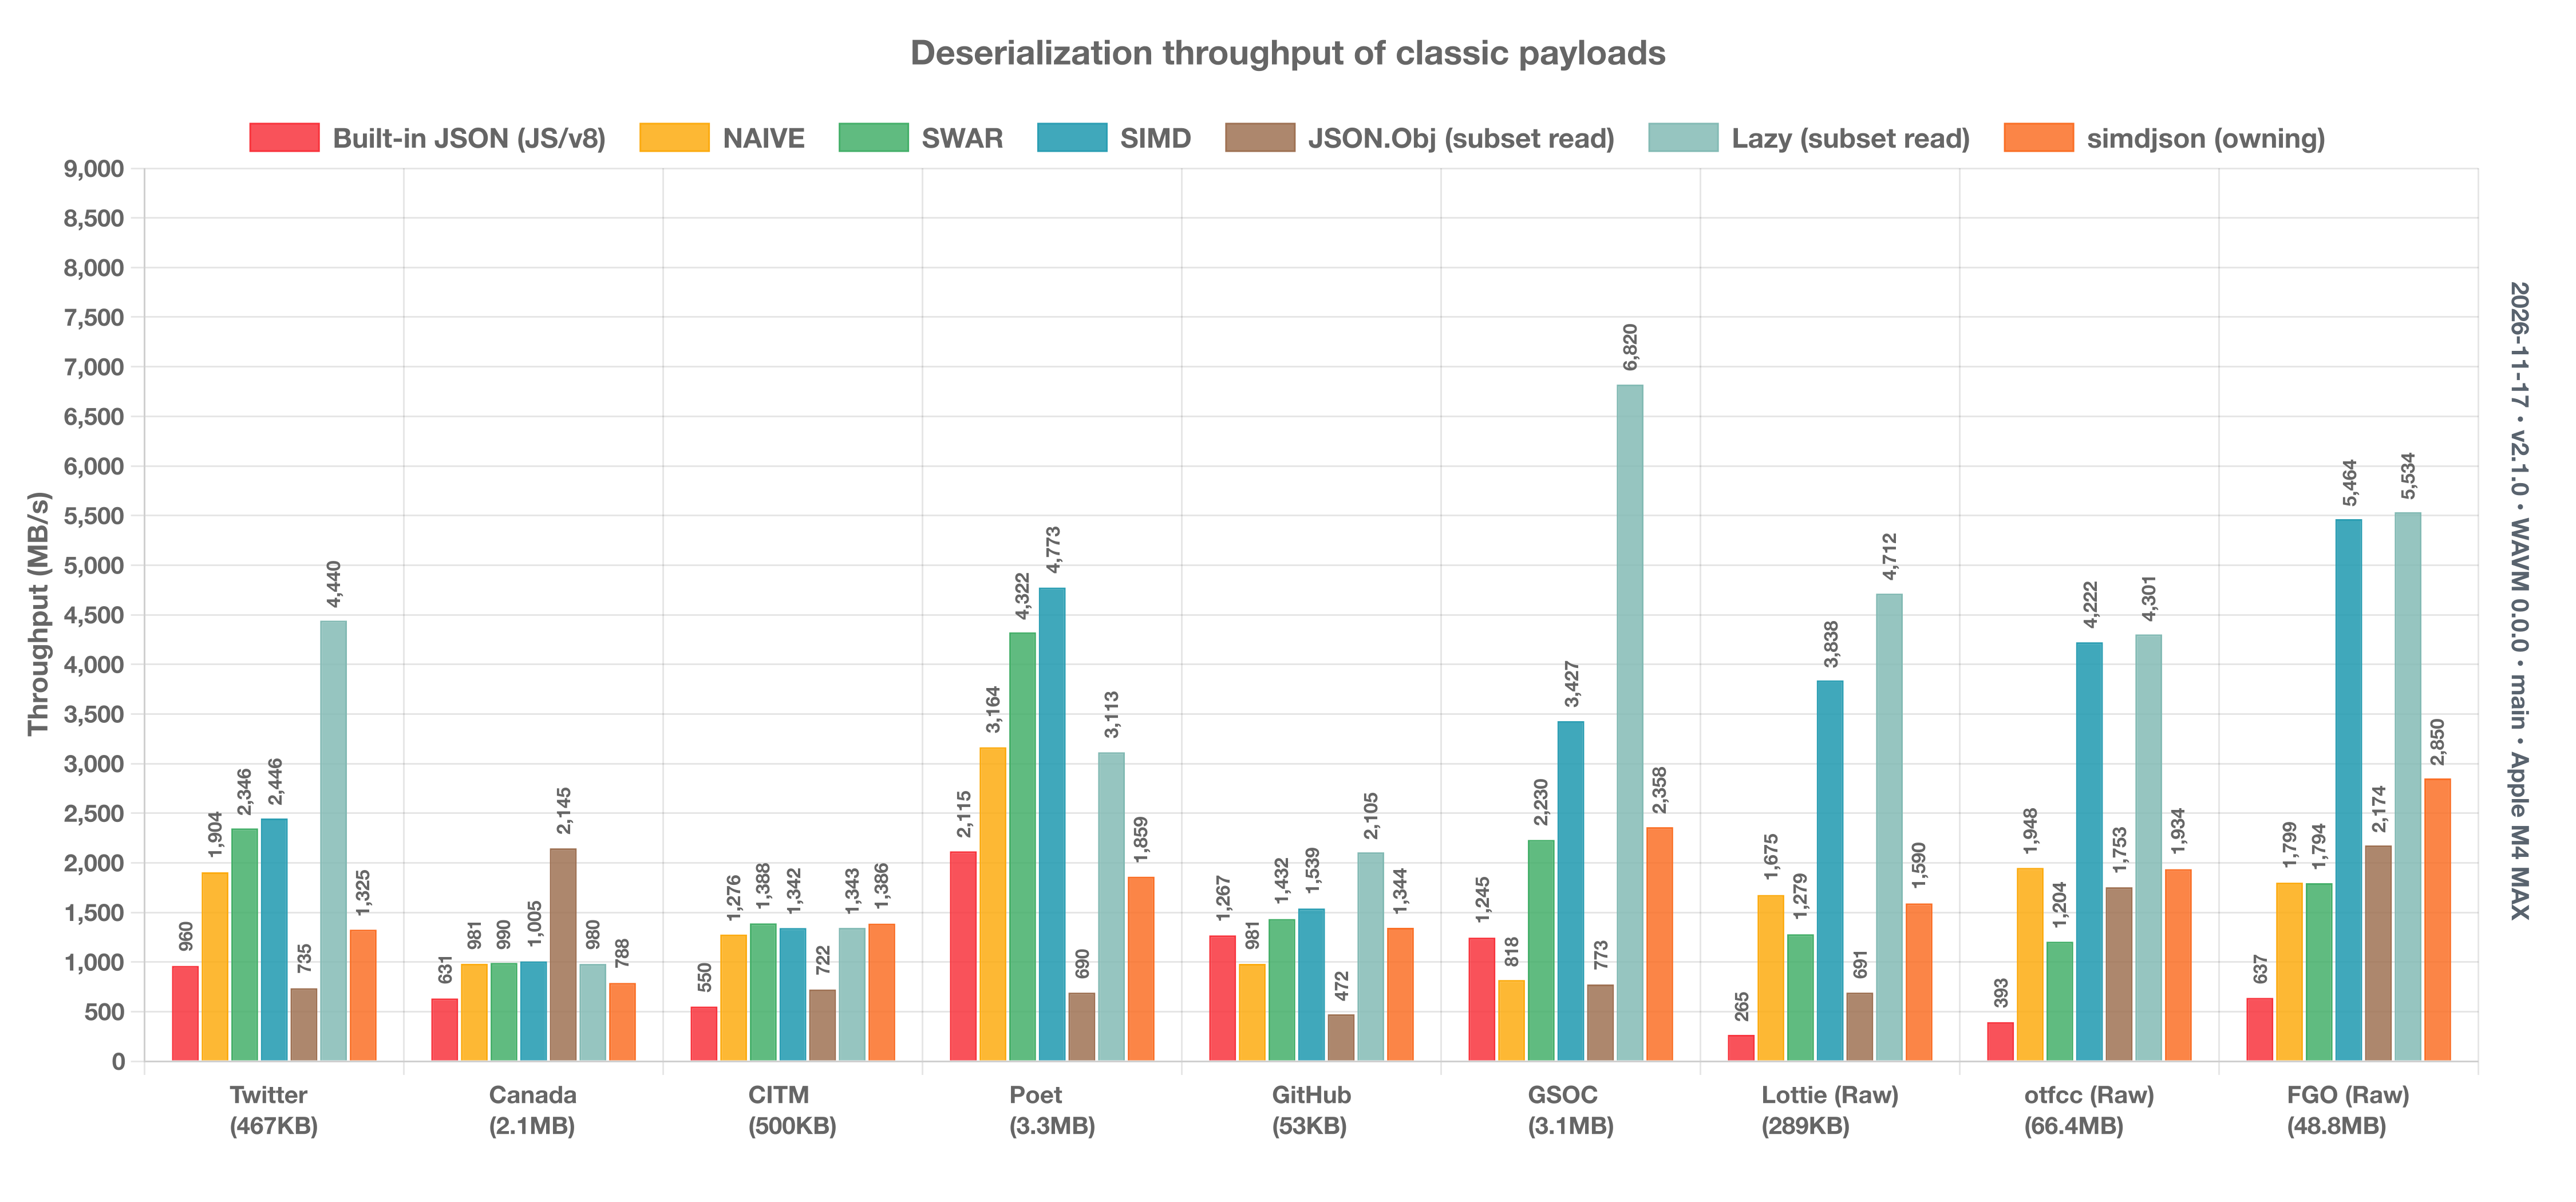 Deserialization throughput of classic payloads
Built-in JSON (JS/v8) NAIVE SWAR SIMD JSON.Obj (subset read) Lazy (subset read) simdjson (owning)
Throughput (MB/s)
9,000
8,500
8,000
7,500
7,000
6,500
6,000
5,500
5,000
4,500
4,000
3,500
3,000
2,500
2,000
1,500
1,000
500
0
960 1,904 2,346 2,446 735 4,440 1,325
631 981 990 1,005 2,145 980 788
550 1,276 1,388 1,342 722 1,343 1,386
2,115 3,164 4,322 4,773 690 3,113 1,859
1,267 981 1,432 1,539 472 2,105 1,344
1,245 818 2,230 3,427 773 6,820 2,358
265 1,675 1,279 3,838 691 4,712 1,590
393 1,948 1,204 4,222 1,753 4,301 1,934
637 1,799 1,794 5,464 2,174 5,534 2,850
Twitter
(467KB)
Canada
(2.1MB)
CITM
(500KB)
Poet
(3.3MB)
GitHub
(53KB)
GSOC
(3.1MB)
Lottie (Raw)
(289KB)
otfcc (Raw)
(66.4MB)
FGO (Raw)
(48.8MB)
2026-11-17 • v2.1.0 • WAVM 0.0.0 • main • Apple M4 MAX